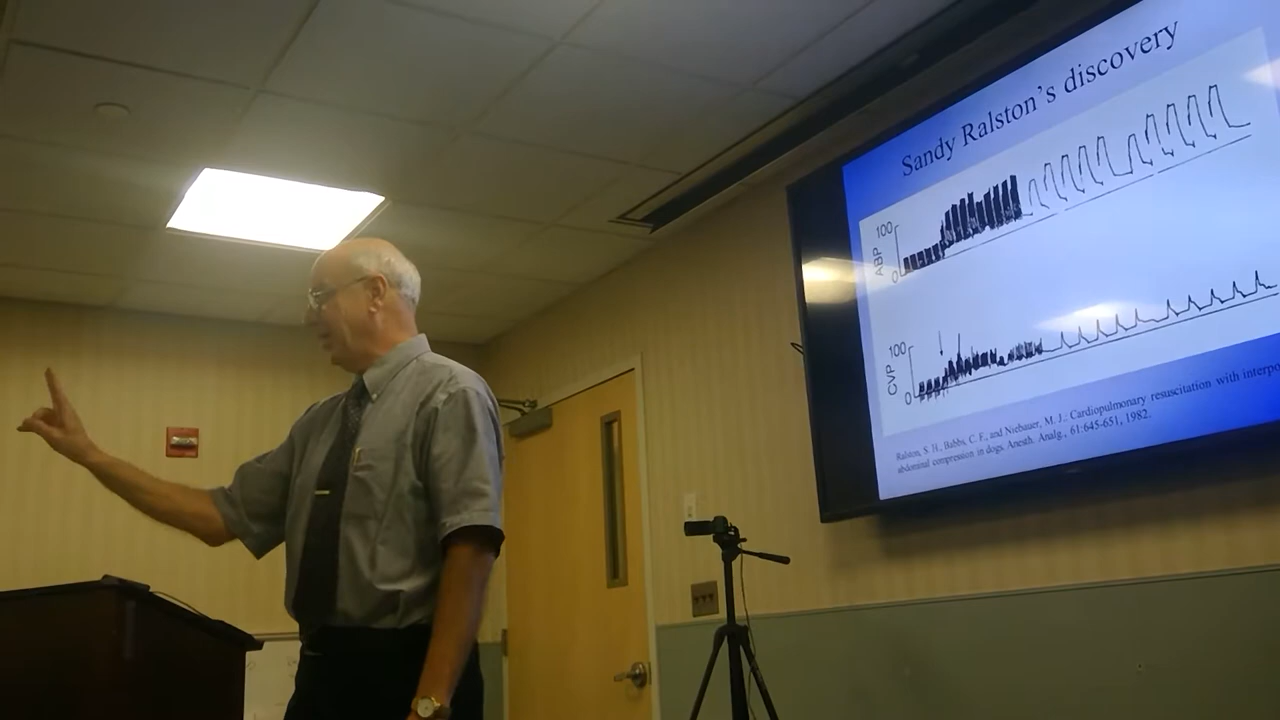 Sandy Ralston's discovery
100
ABP
0
100
CVP
0
Ralston, S. H., Babbs, C. F., and Niebauer, M. J.: Cardiopulmonary resuscitation with interpo
abdominal compression in dogs. Anesth. Analg., 61:645-651, 1982.